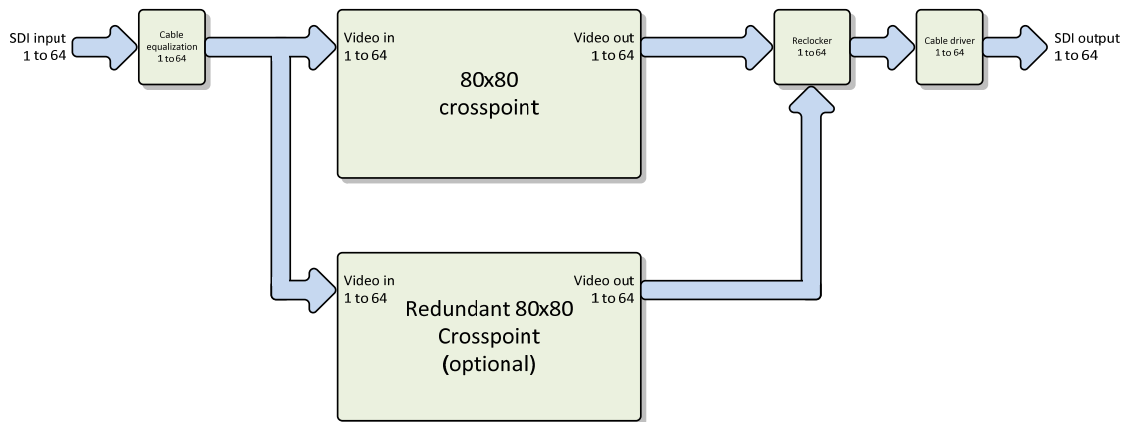 SDI input
1 to 64
Cable
equalization
1 to 64
Video in
1 to 64
80x80
crosspoint
Video out
1 to 64
Reclocker
1 to 64
Cable driver
1 to 64
SDI output
1 to 64
Video in
1 to 64
Redundant 80x80
Crosspoint
(optional)
Video out
1 to 64